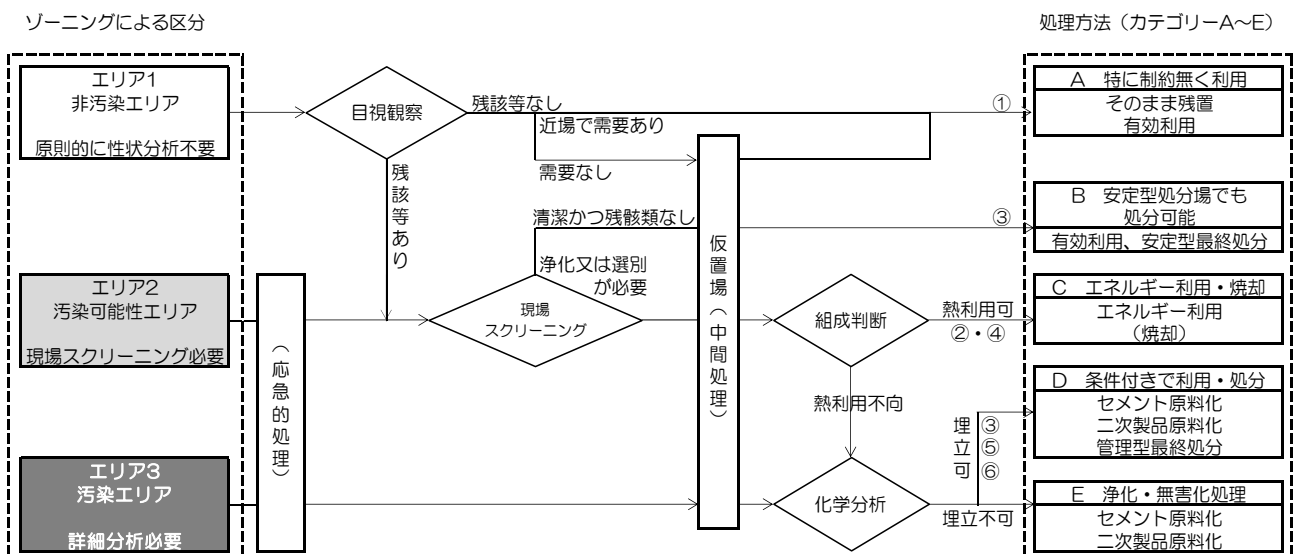 ゾーニングによる区分
処理方法（カテゴリーA～E）
エリア1
非汚染エリア
原則的に性状分析不要
目視観察
残該等なし
近場で需要あり
需要なし
①
A 特に制約無く利用
そのまま残置
有効利用
残該等あり
清潔かつ残骸類なし
③
B 安定型処分場でも
処分可能
有効利用、安定型最終処分
エリア2
汚染可能性エリア
現場スクリーニング必要
（応急的処理）
浄化又は選別
が必要
現場
スクリーニング
仮置場（中間処理）
組成判断
熱利用可
②・④
C エネルギー利用・焼却
エネルギー利用
（焼却）
熱利用不向
埋立可
③
⑤
⑥
D 条件付きで利用・処分
セメント原料化
二次製品原料化
管理型最終処分
エリア3
汚染エリア
詳細分析必要
化学分析
埋立不可
E 浄化・無害化処理
セメント原料化
二次製品原料化